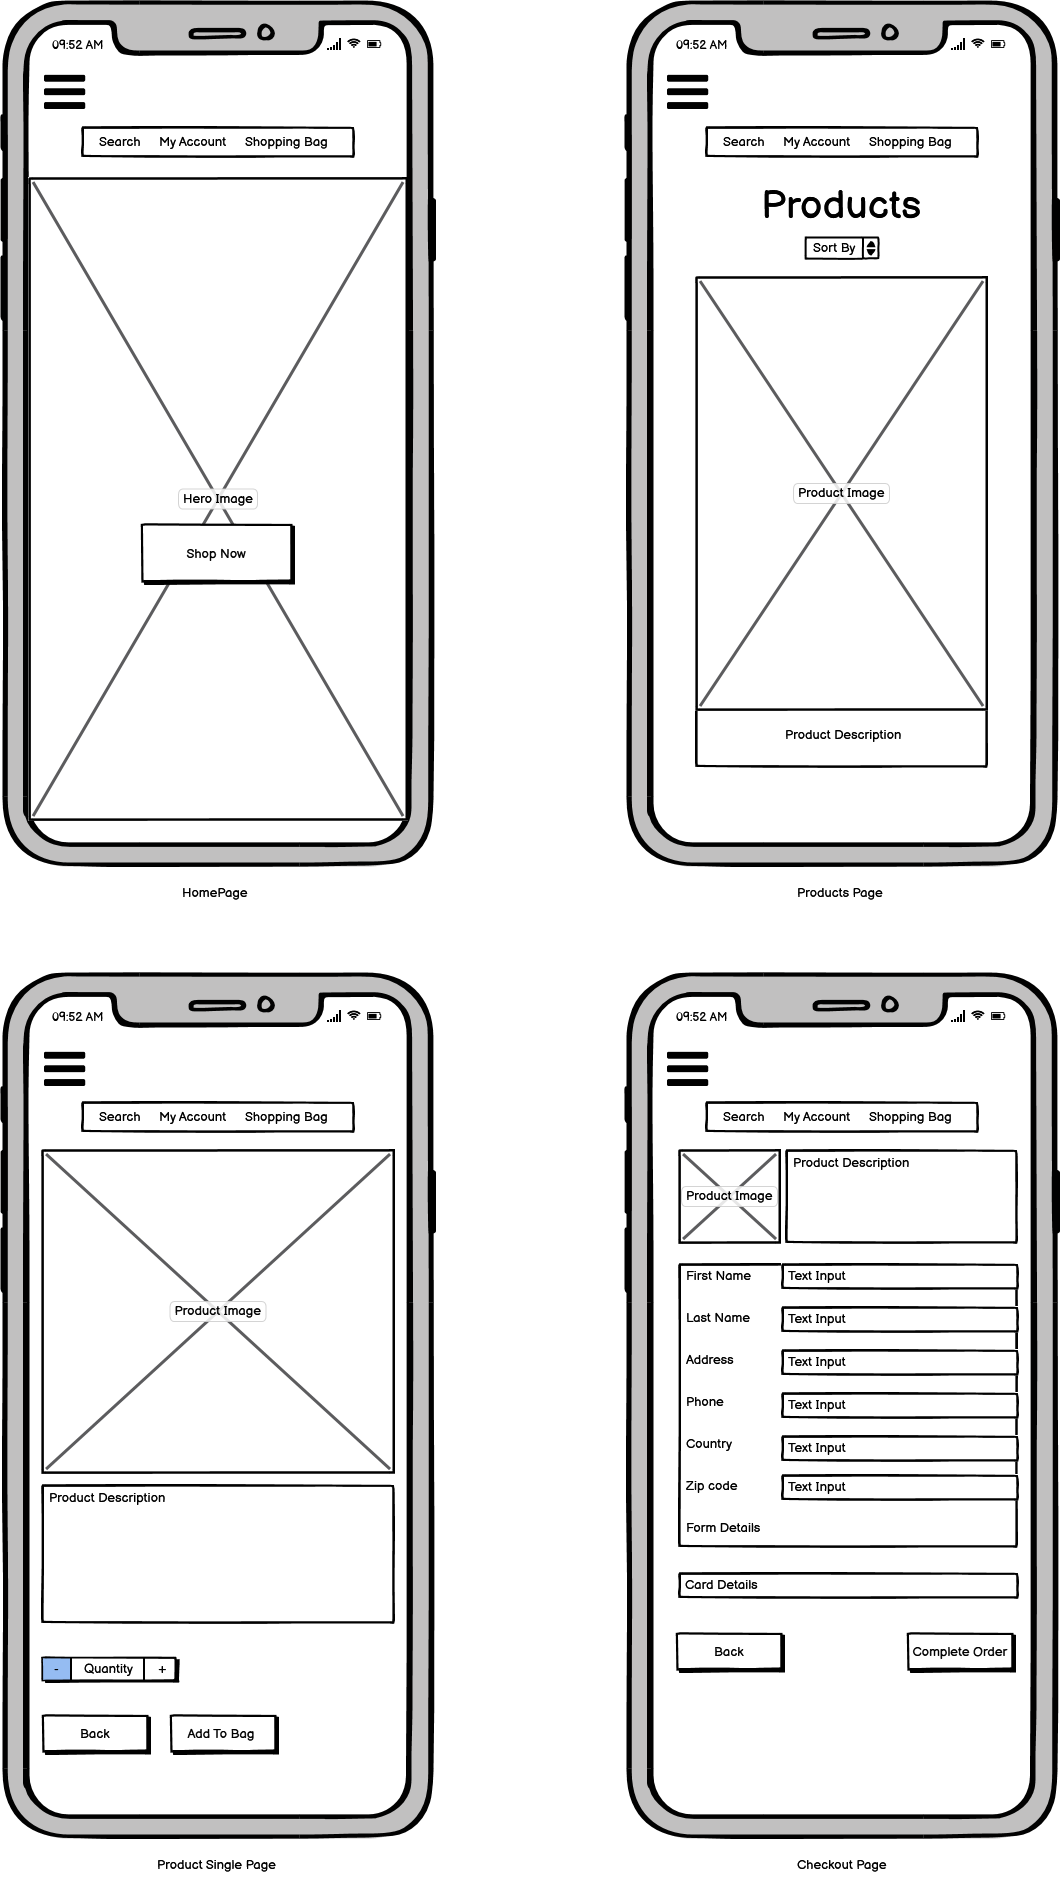 09:52 AM
Search My Account Shopping Bag
Hero Image
Shop Now
HomePage
09:52 AM
Search My Account Shopping Bag
Products
Sort By
Product Image
Product Description
Products Page
09:52 AM
Search My Account Shopping Bag
Product Image
Product Description
- Quantity +
Back Add To Bag
Product Single Page
09:52 AM
Search My Account Shopping Bag
Product Image
Product Description
First Name Text Input
Last Name Text Input
Address Text Input
Phone Text Input
Country Text Input
Zip code Text Input
Form Details
Card Details
Back Complete Order
Checkout Page